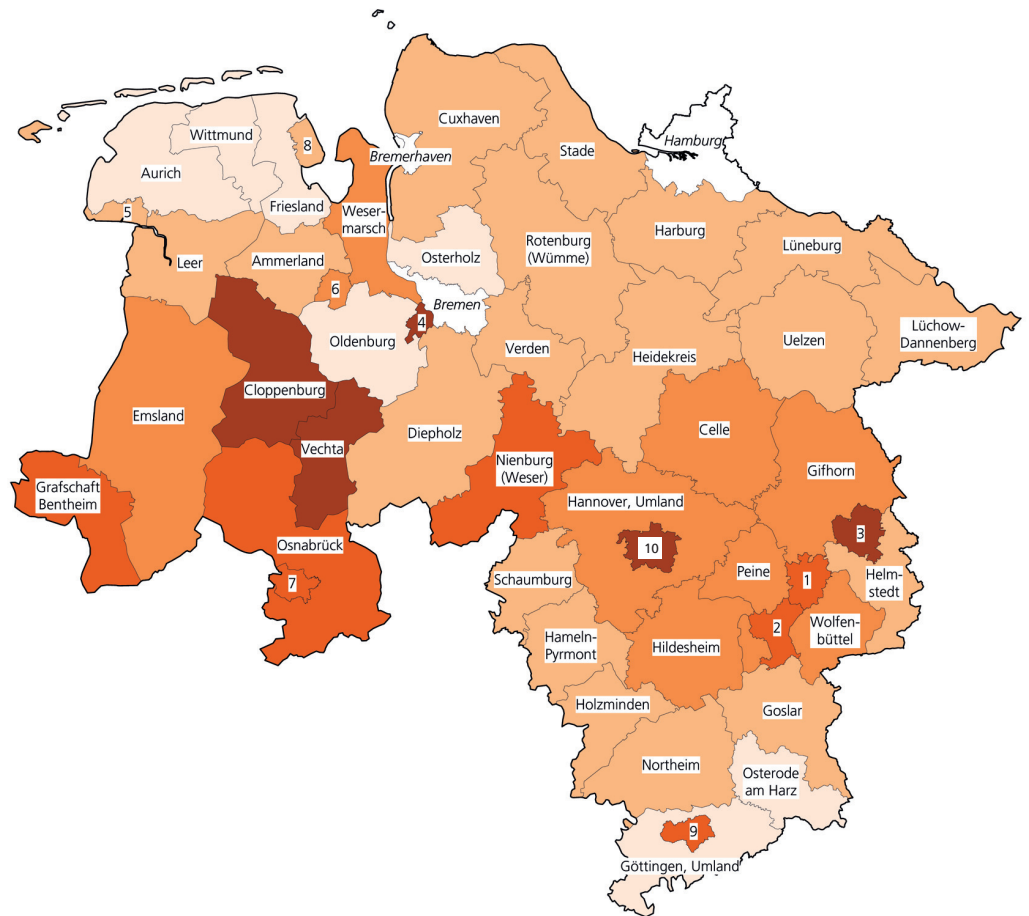 Cuxhaven
Wittmund
Hamburg
8
Stade
Bremerhaven
Aurich
Friesland
5
Weser-
marsch
Harburg
Lüneburg
Rotenburg
(Wümme)
Osterholz
Leer
Ammerland
6
Bremen
4
Lüchow-
Dannenberg
Oldenburg
Uelzen
Verden
Heidekreis
Cloppenburg
Emsland
Celle
Diepholz
Vechta
Nienburg
(Weser)
Gifhorn
Grafschaft
Bentheim
Hannover, Umland
3
Osnabrück
10
Peine
Helm-
stedt
7
Schaumburg
1
2
Wolfen-
büttel
Hameln-
Pyrmont
Hildesheim
Holzminden
Goslar
Northeim
Osterode
am Harz
9
Göttingen, Umland